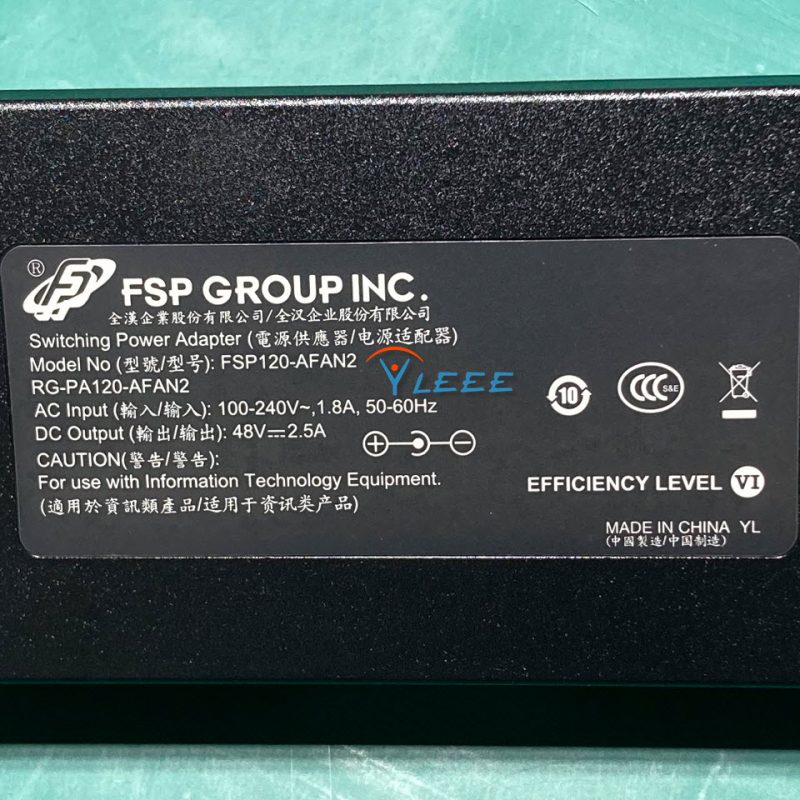 ®
FSP GROUP INC.
全漢企業股份有限公司/全汉企业股份有限公司
Switching Power Adapter (電源供應器/电源适配器)
Model No (型號/型号): FSP120-AFAN2
RG-PA120-AFAN2
YLEEE
AC Input (輸入/输入): 100-240V~,1.8A, 50-60Hz
DC Output (輸出/输出): 48V⎓2.5A
CAUTION(警告/警告):
For use with Information Technology Equipment.
(適用於資訊類產品/适用于资讯类产品)
10
CCC S&E
EFFICIENCY LEVEL VI
MADE IN CHINA YL
(中國製造/中国制造)